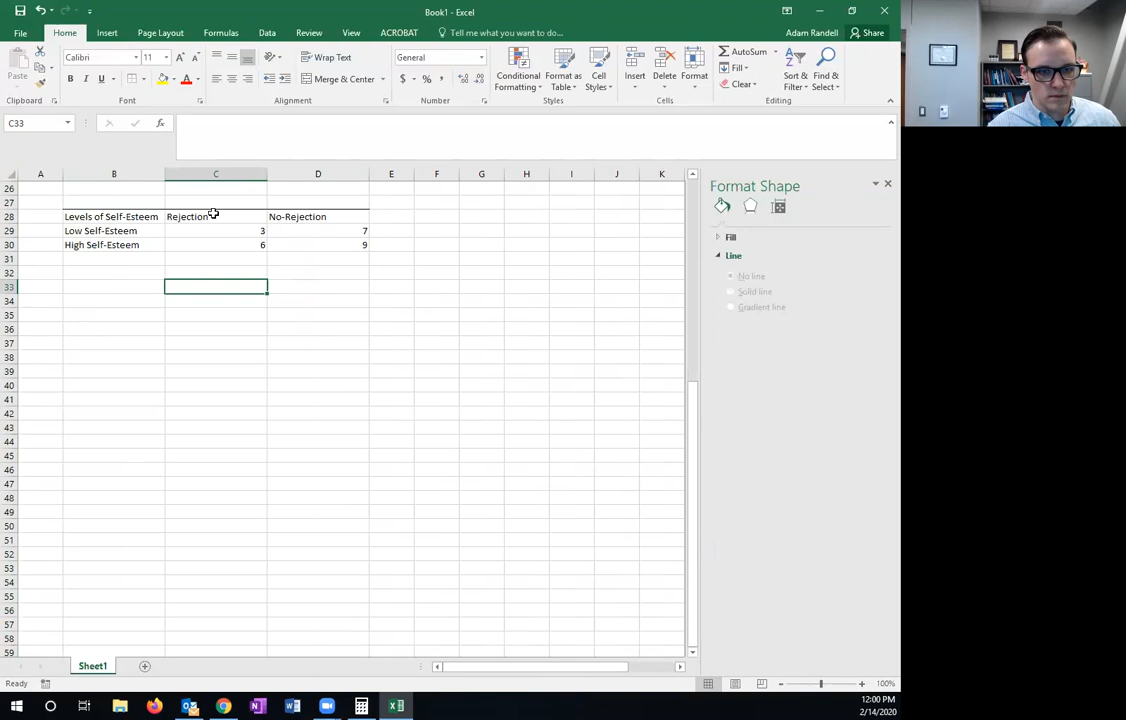 Book1 - Excel
File Home Insert Page Layout Formulas Data Review View ACROBAT Tell me what you want to do... Adam Randell Share
Paste
Clipboard
Calibri 11
B I U
Font
Wrap Text
Merge & Center
Alignment
General
$ % ,
Number
Conditional Formatting
Format as Table
Cell Styles
Styles
Insert Delete Format
Cells
AutoSum
Fill
Clear
Sort & Filter
Find & Select
Editing
C33 fx
A B C D E F G H I J K
26
27
28 Levels of Self-Esteem Rejection No-Rejection
29 Low Self-Esteem 3 7
30 High Self-Esteem 6 9
31
32
33
34
35
36
37
38
39
40
41
42
43
44
45
46
47
48
49
50
51
52
53
54
55
56
57
58
59
Format Shape
Fill
Line
No line
Solid line
Gradient line
Sheet1
Ready 100%
12:00 PM
2/14/2020